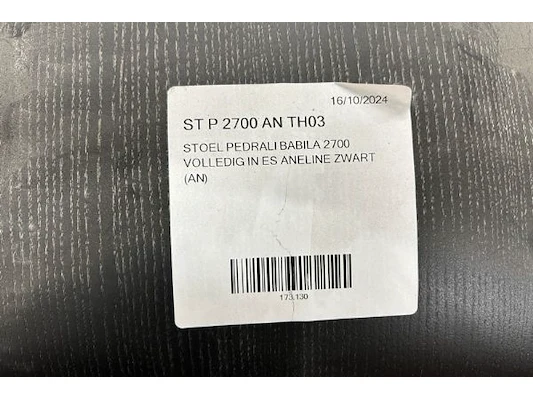 16/10/2024
ST P 2700 AN TH03
STOEL PEDRALI BABILA 2700
VOLLEDIG IN ES ANELINE ZWART
(AN)
173.130